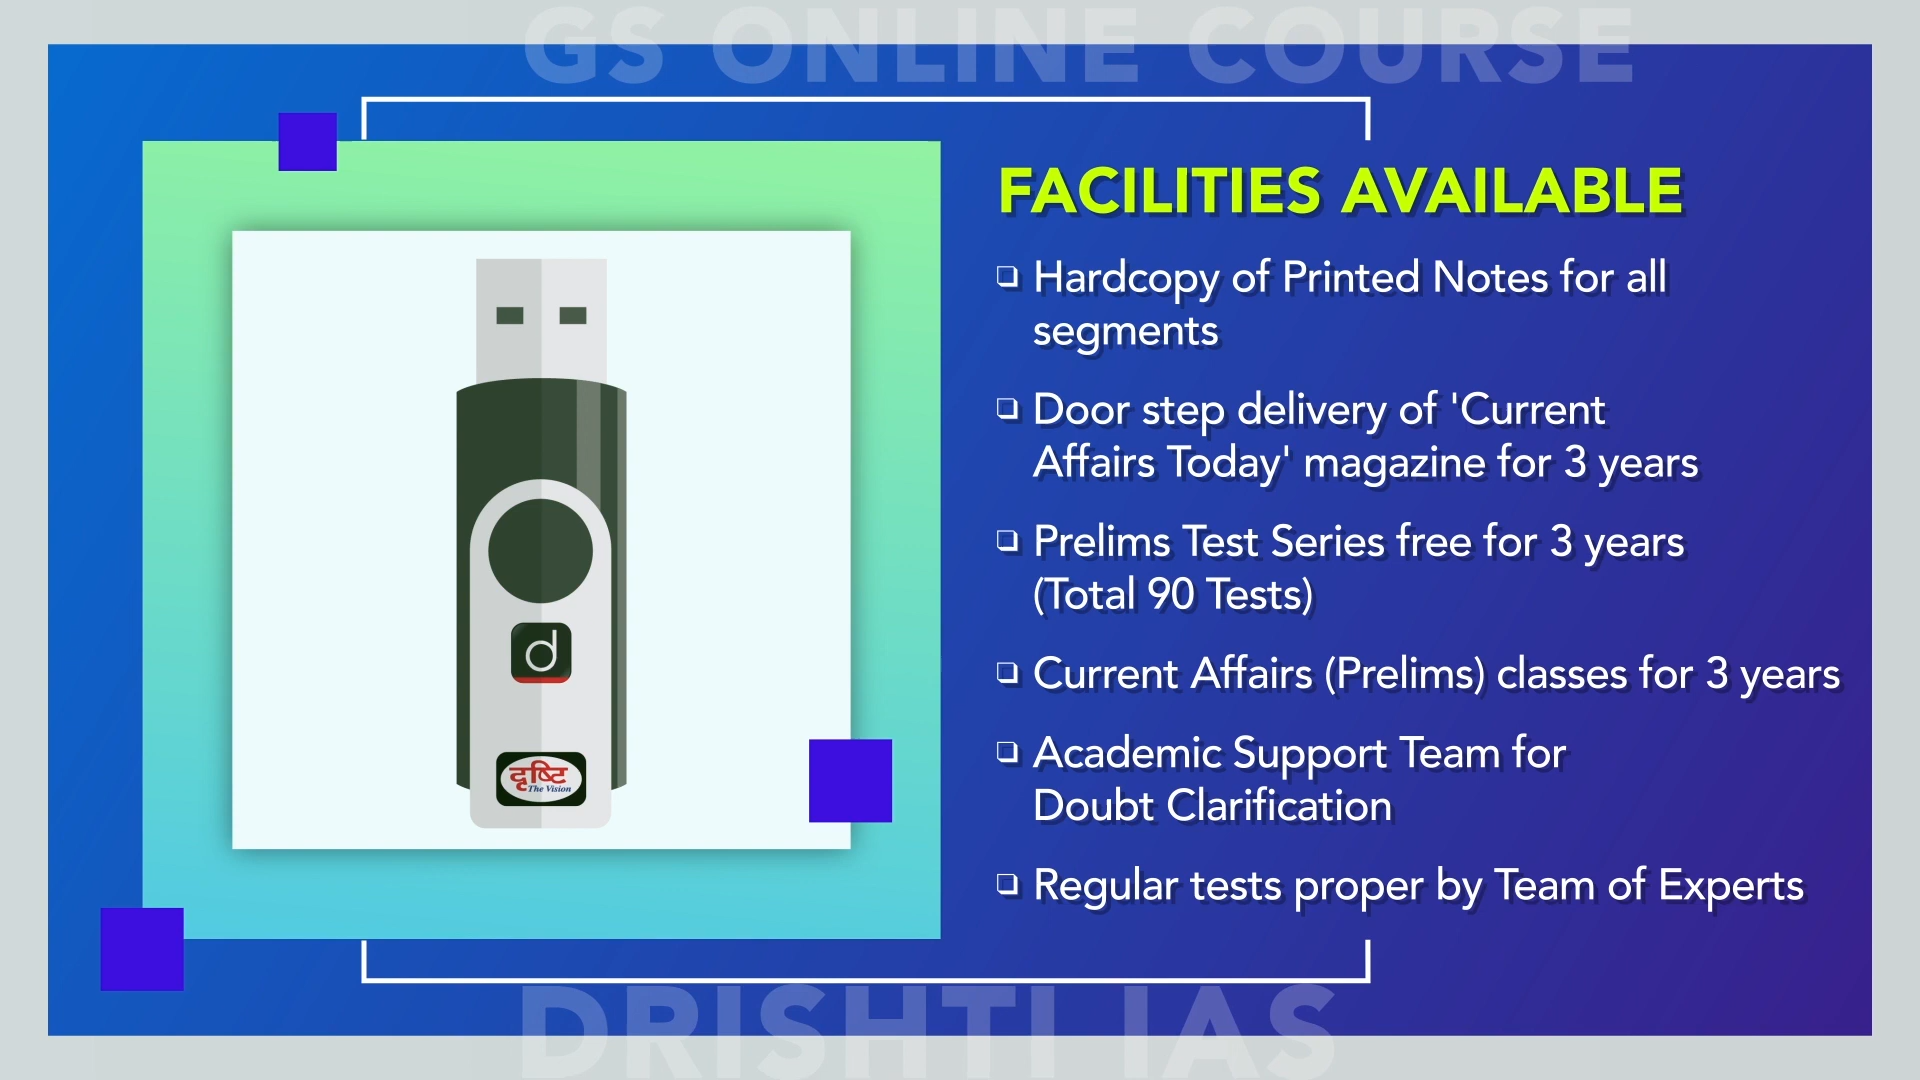 GS ONLINE COURSE
FACILITIES AVAILABLE
❏ Hardcopy of Printed Notes for all
segments
❏ Door step delivery of 'Current
Affairs Today' magazine for 3 years
❏ Prelims Test Series free for 3 years
(Total 90 Tests)
❏ Current Affairs (Prelims) classes for 3 years
❏ Academic Support Team for
Doubt Clarification
❏ Regular tests proper by Team of Experts
d
दृष्टि
The Vision
DRISHTI IAS